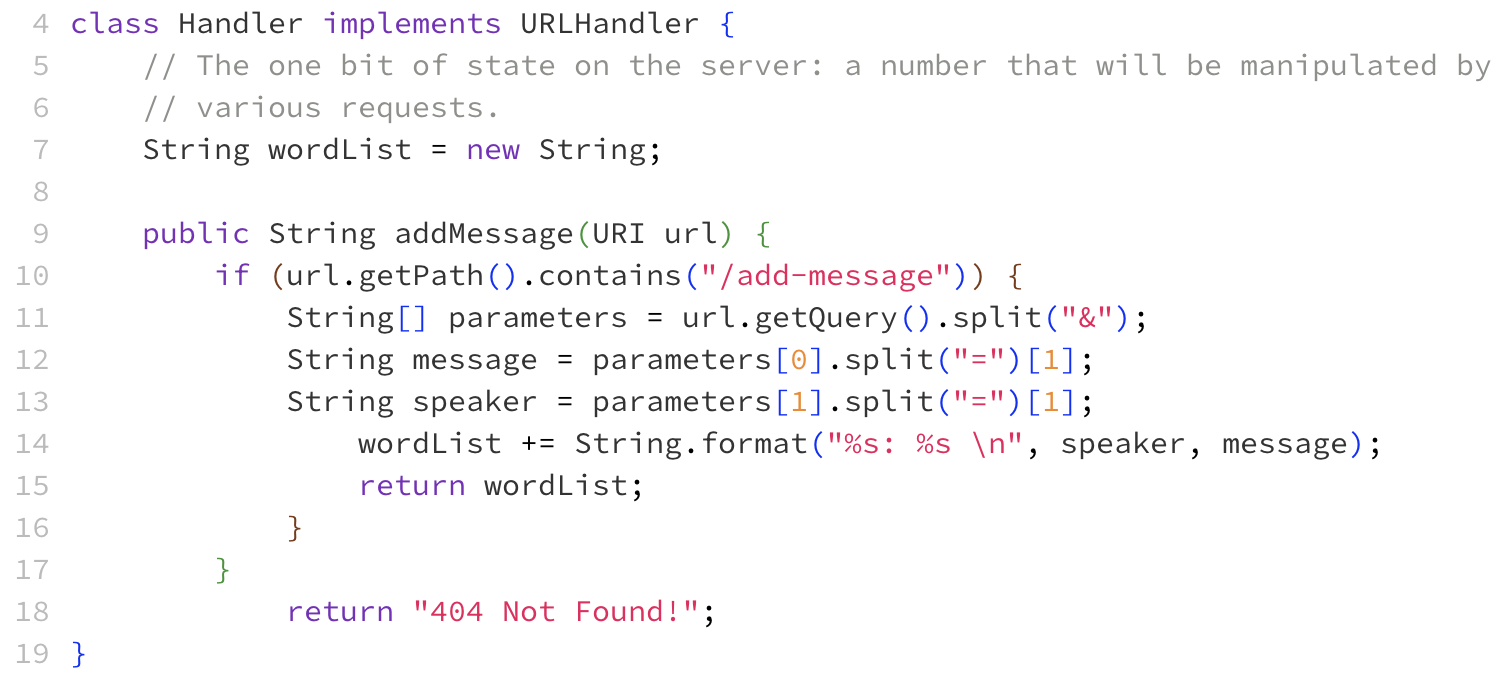 4 class Handler implements URLHandler {
5     // The one bit of state on the server: a number that will be manipulated by
6     // various requests.
7     String wordList = new String;
8
9     public String addMessage(URI url) {
10         if (url.getPath().contains("/add-message")) {
11             String[] parameters = url.getQuery().split("&");
12             String message = parameters[0].split("=")[1];
13             String speaker = parameters[1].split("=")[1];
14                 wordList += String.format("%s: %s \n", speaker, message);
15                 return wordList;
16             }
17         }
18             return "404 Not Found!";
19 }